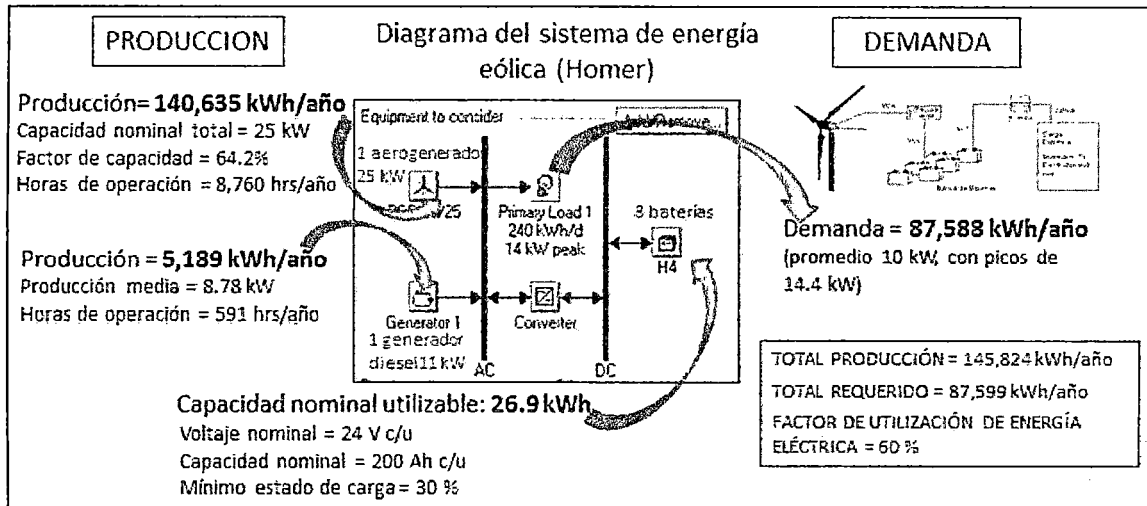 PRODUCCION
Diagrama del sistema de energía
eólica (Homer)
DEMANDA
Producción= 140,635 kWh/año
Capacidad nominal total = 25 kW
Factor de capacidad = 64.2%
Horas de operación = 8,760 hrs/año
Producción = 5,189 kWh/año
Producción media = 8.78 kW
Horas de operación = 591 hrs/año
Equipment to consider
1 aerogenerador
25 kW
Primary Load 1
240 kWh/d
14 kW peak
3 baterías
H4
Generator 1
Converter
1 generador
diesel 11 kW
AC
DC
Demanda = 87,588 kWh/año
(promedio 10 kW, con picos de
14.4 kW)
Capacidad nominal utilizable: 26.9 kWh
Voltaje nominal = 24 V c/u
Capacidad nominal = 200 Ah c/u
Mínimo estado de carga = 30 %
TOTAL PRODUCCIÓN = 145,824 kWh/año
TOTAL REQUERIDO = 87,599 kWh/año
FACTOR DE UTILIZACIÓN DE ENERGÍA
ELÉCTRICA = 60 %